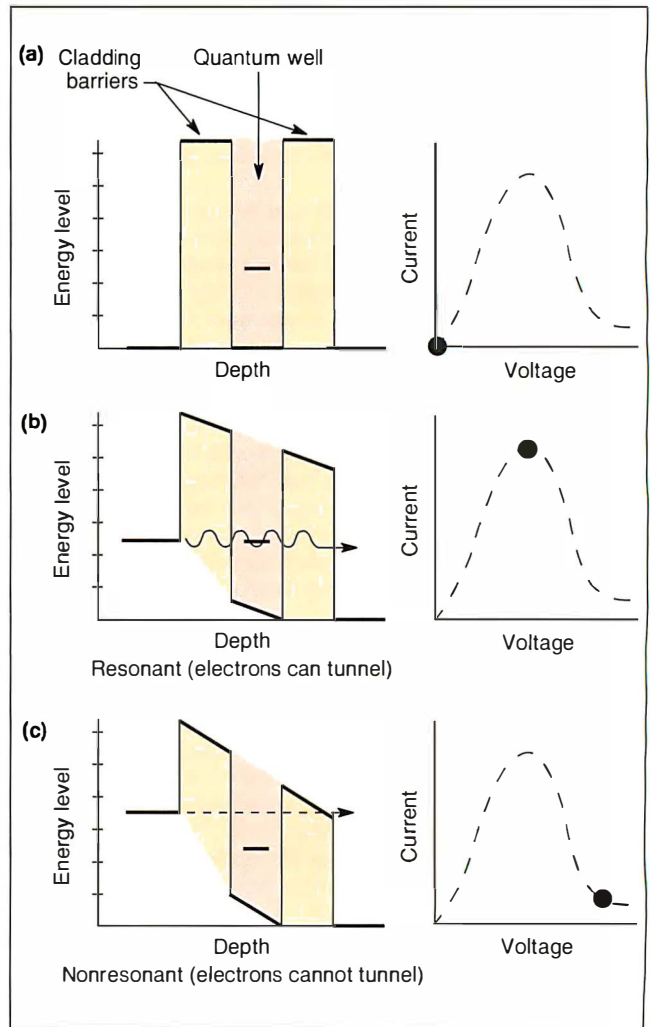 (a)
Cladding
barriers
Quantum well
Energy level
Depth
Current
Voltage
(b)
Energy level
Depth
Resonant (electrons can tunnel)
Current
Voltage
(c)
Energy level
Depth
Nonresonant (electrons cannot tunnel)
Current
Voltage